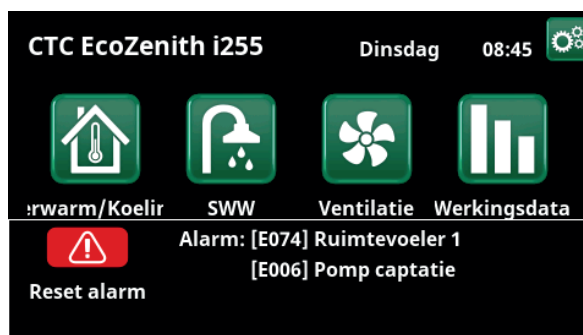 CTC EcoZenith i255 Dinsdag 08:45
erwarm/Koelin SWW Ventilatie Werkingsdata
Alarm: [E074] Ruimtevoeler 1
[E006] Pomp captatie
Reset alarm